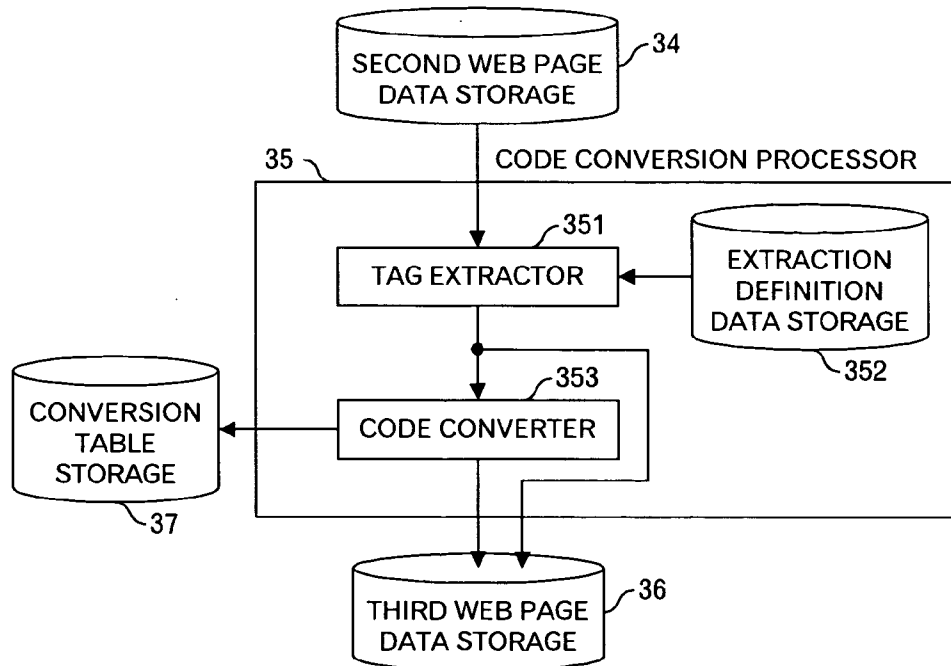 SECOND WEB PAGE
DATA STORAGE
34
35
CODE CONVERSION PROCESSOR
351
TAG EXTRACTOR
EXTRACTION
DEFINITION
DATA STORAGE
352
353
CODE CONVERTER
CONVERSION
TABLE
STORAGE
37
THIRD WEB PAGE
DATA STORAGE
36